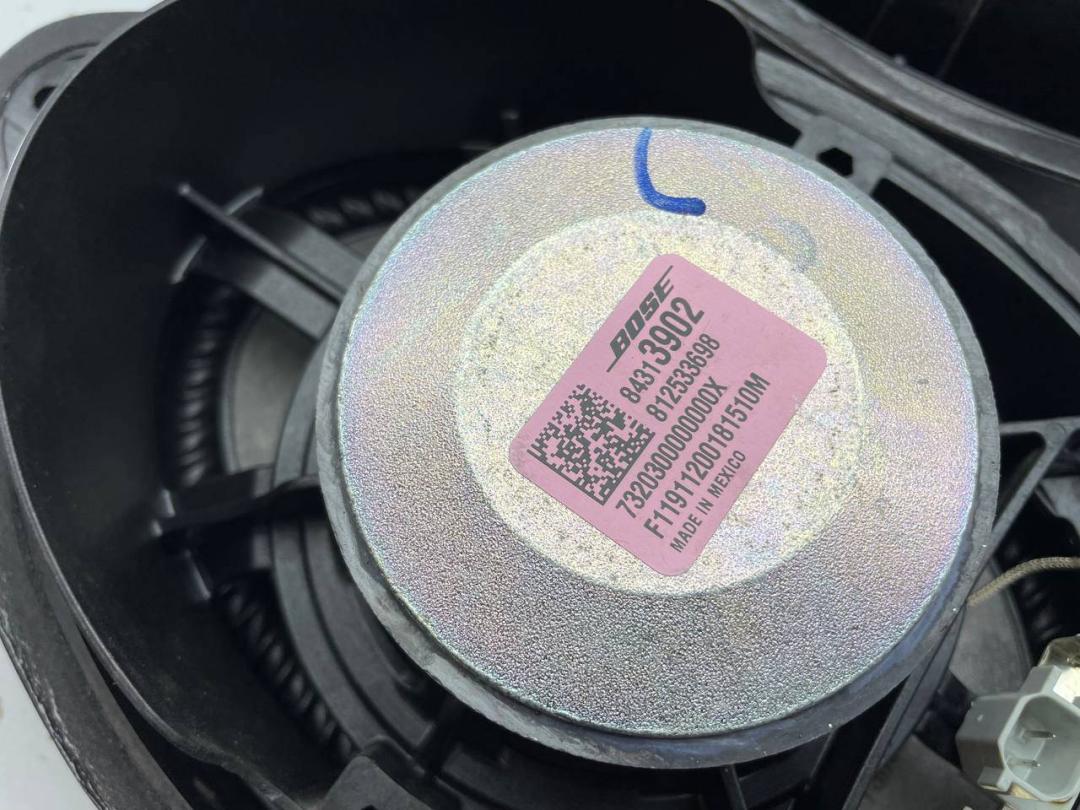 BOSE
84313902
812533698
7320300000000X
F11911200181510M
MADE IN MEXICO